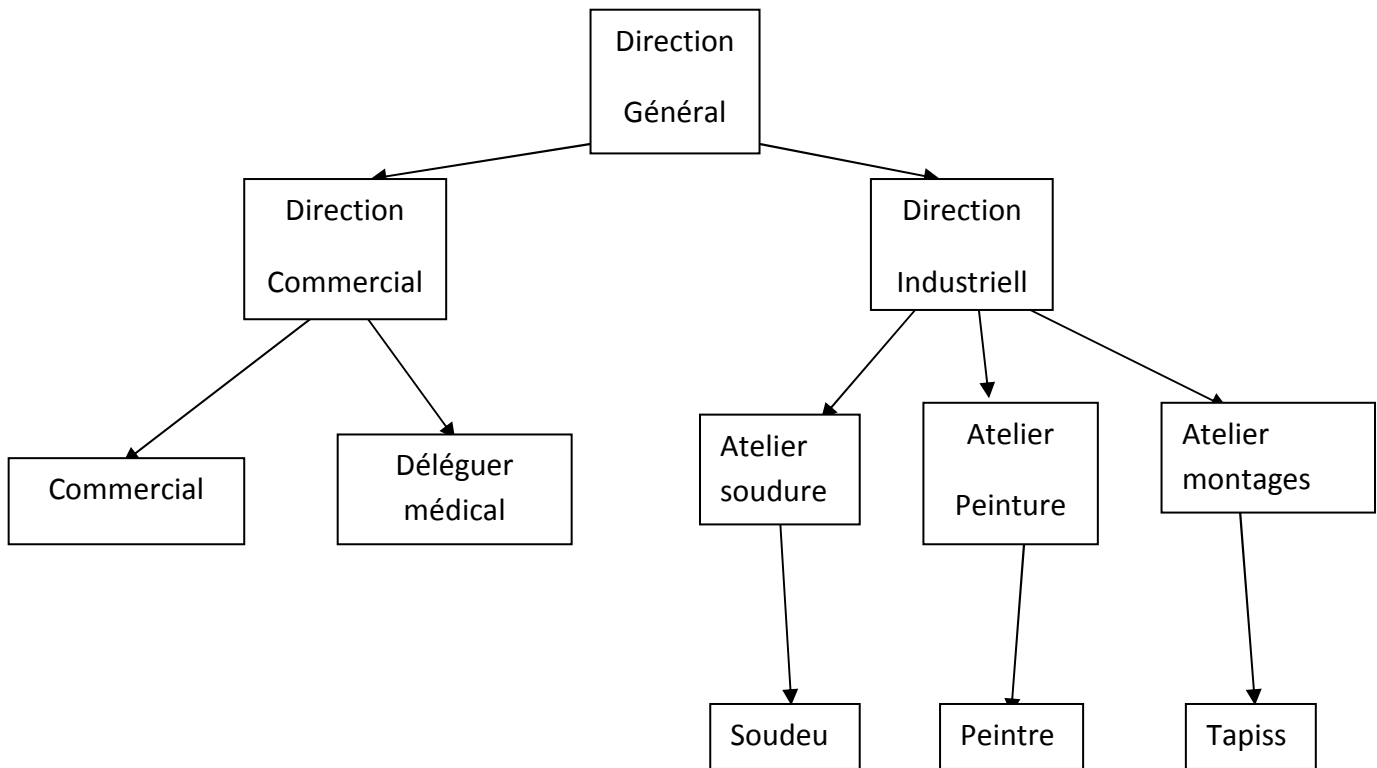 Direction
Général
Direction
Commercial
Direction
Industriell
Commercial
Déléguer
médical
Atelier
soudure
Atelier
Peinture
Atelier
montages
Soudeu
Peintre
Tapiss